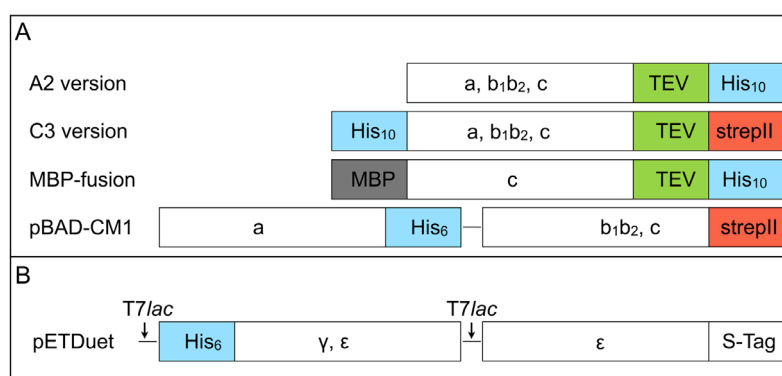 A
A2 version a, b₁b₂, c TEV His₁₀
C3 version His₁₀ a, b₁b₂, c TEV strepII
MBP-fusion MBP c TEV His₁₀
pBAD-CM1 a His₆ b₁b₂, c strepII
B
T7lac T7lac
pETDuet His₆ γ, ε ε S-Tag